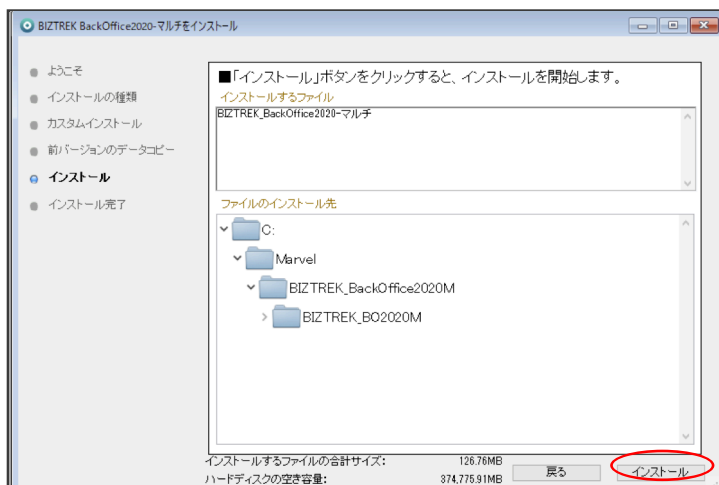 BIZTREK BackOffice2020-マルチをインストール
ようこそ
インストールの種類
カスタムインストール
前バージョンのデータコピー
インストール
インストール完了
■「インストール」ボタンをクリックすると、インストールを開始します。
インストールするファイル
BIZTREK_BackOffice2020-マルチ
ファイルのインストール先
C:
Marvel
BIZTREK_BackOffice2020M
BIZTREK_BO2020M
インストールするファイルの合計サイズ: 126.76MB
ハードディスクの空き容量: 374,775.91MB
戻る
インストール